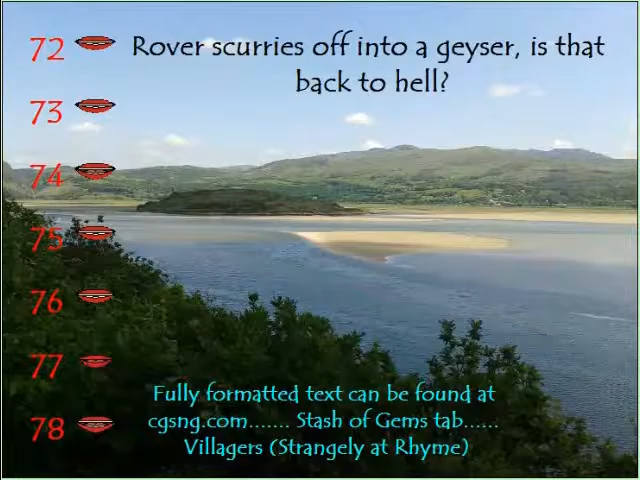 72 Rover scurries off into a geyser, is that
back to hell?
73
74
75
76
77
78
Fully formatted text can be found at
cgsng.com....... Stash of Gems tab......
Villagers (Strangely at Rhyme)